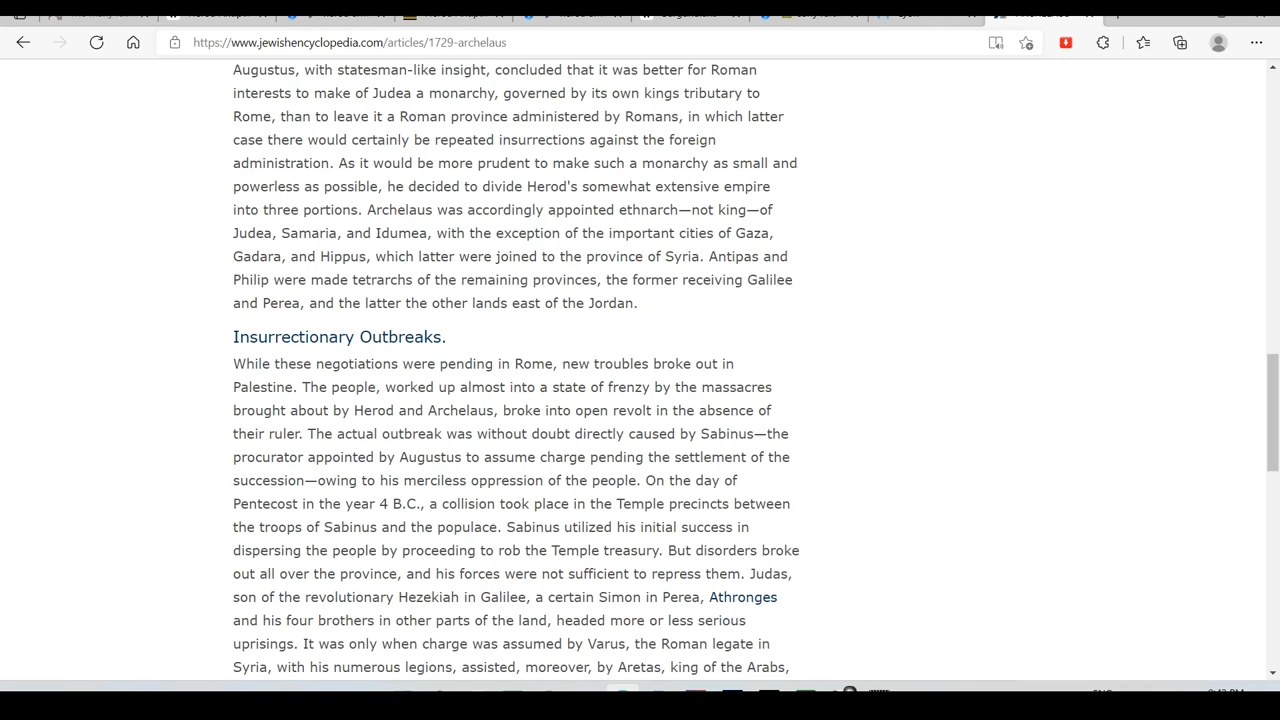 https://www.jewishencyclopedia.com/articles/1729-archelaus
Augustus, with statesman-like insight, concluded that it was better for Roman
interests to make of Judea a monarchy, governed by its own kings tributary to
Rome, than to leave it a Roman province administered by Romans, in which latter
case there would certainly be repeated insurrections against the foreign
administration. As it would be more prudent to make such a monarchy as small and
powerless as possible, he decided to divide Herod's somewhat extensive empire
into three portions. Archelaus was accordingly appointed ethnarch—not king—of
Judea, Samaria, and Idumea, with the exception of the important cities of Gaza,
Gadara, and Hippus, which latter were joined to the province of Syria. Antipas and
Philip were made tetrarchs of the remaining provinces, the former receiving Galilee
and Perea, and the latter the other lands east of the Jordan.
Insurrectionary Outbreaks.
While these negotiations were pending in Rome, new troubles broke out in
Palestine. The people, worked up almost into a state of frenzy by the massacres
brought about by Herod and Archelaus, broke into open revolt in the absence of
their ruler. The actual outbreak was without doubt directly caused by Sabinus—the
procurator appointed by Augustus to assume charge pending the settlement of the
succession—owing to his merciless oppression of the people. On the day of
Pentecost in the year 4 B.C., a collision took place in the Temple precincts between
the troops of Sabinus and the populace. Sabinus utilized his initial success in
dispersing the people by proceeding to rob the Temple treasury. But disorders broke
out all over the province, and his forces were not sufficient to repress them. Judas,
son of the revolutionary Hezekiah in Galilee, a certain Simon in Perea, Athronges
and his four brothers in other parts of the land, headed more or less serious
uprisings. It was only when charge was assumed by Varus, the Roman legate in
Syria, with his numerous legions, assisted, moreover, by Aretas, king of the Arabs,